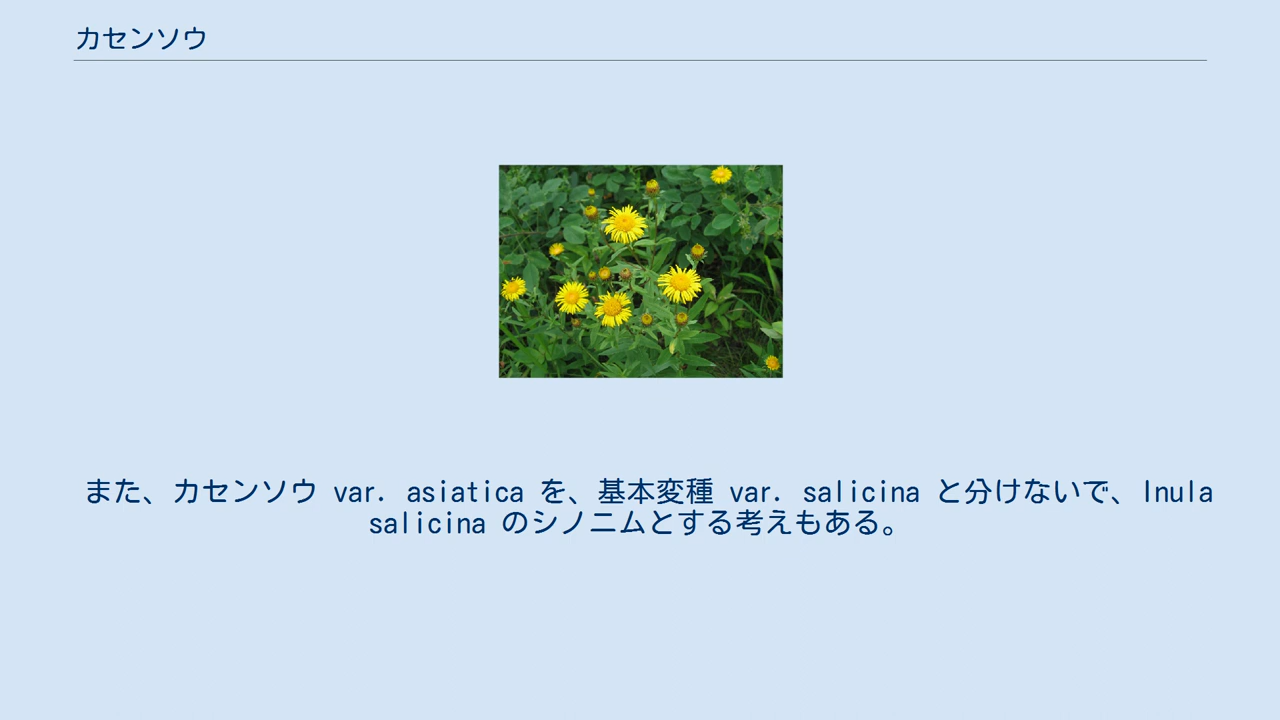 カセンソウ
また、カセンソウ var. asiatica を、基本変種 var. salicina と分けないで、Inula
salicina のシノニムとする考えもある。